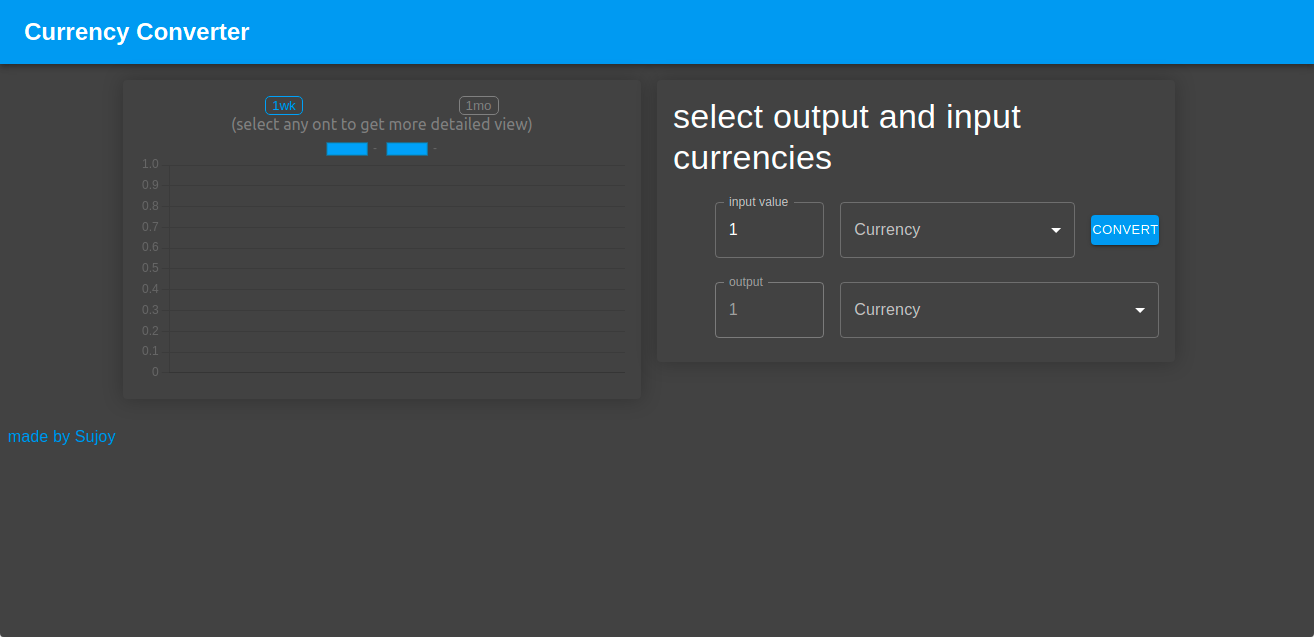 Currency Converter
1wk
1mo
(select any ont to get more detailed view)
- -
1.0
0.9
0.8
0.7
0.6
0.5
0.4
0.3
0.2
0.1
0
select output and input
currencies
input value
1
Currency
CONVERT
output
1
Currency
made by Sujoy